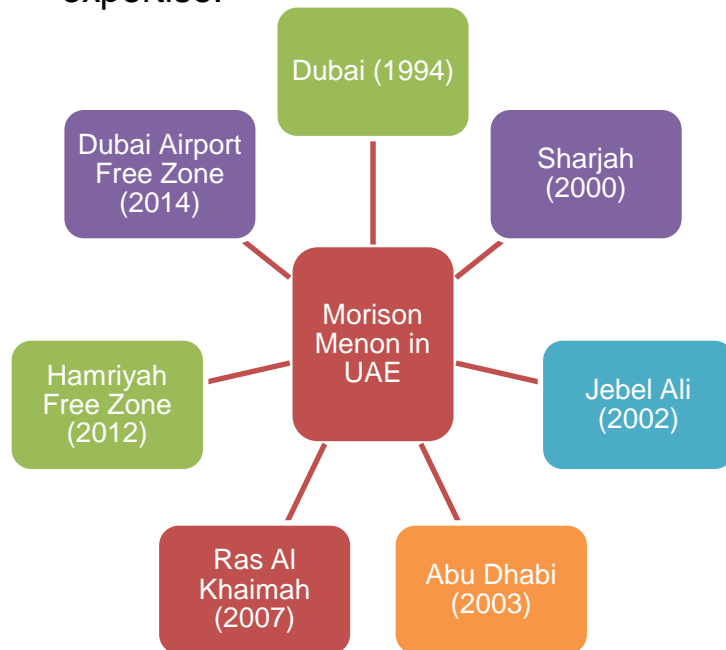 expertise.
Dubai (1994)
Dubai Airport
Free Zone
(2014)
Sharjah
(2000)
Morison
Menon in
UAE
Hamriyah
Free Zone
(2012)
Jebel Ali
(2002)
Ras Al
Khaimah
(2007)
Abu Dhabi
(2003)